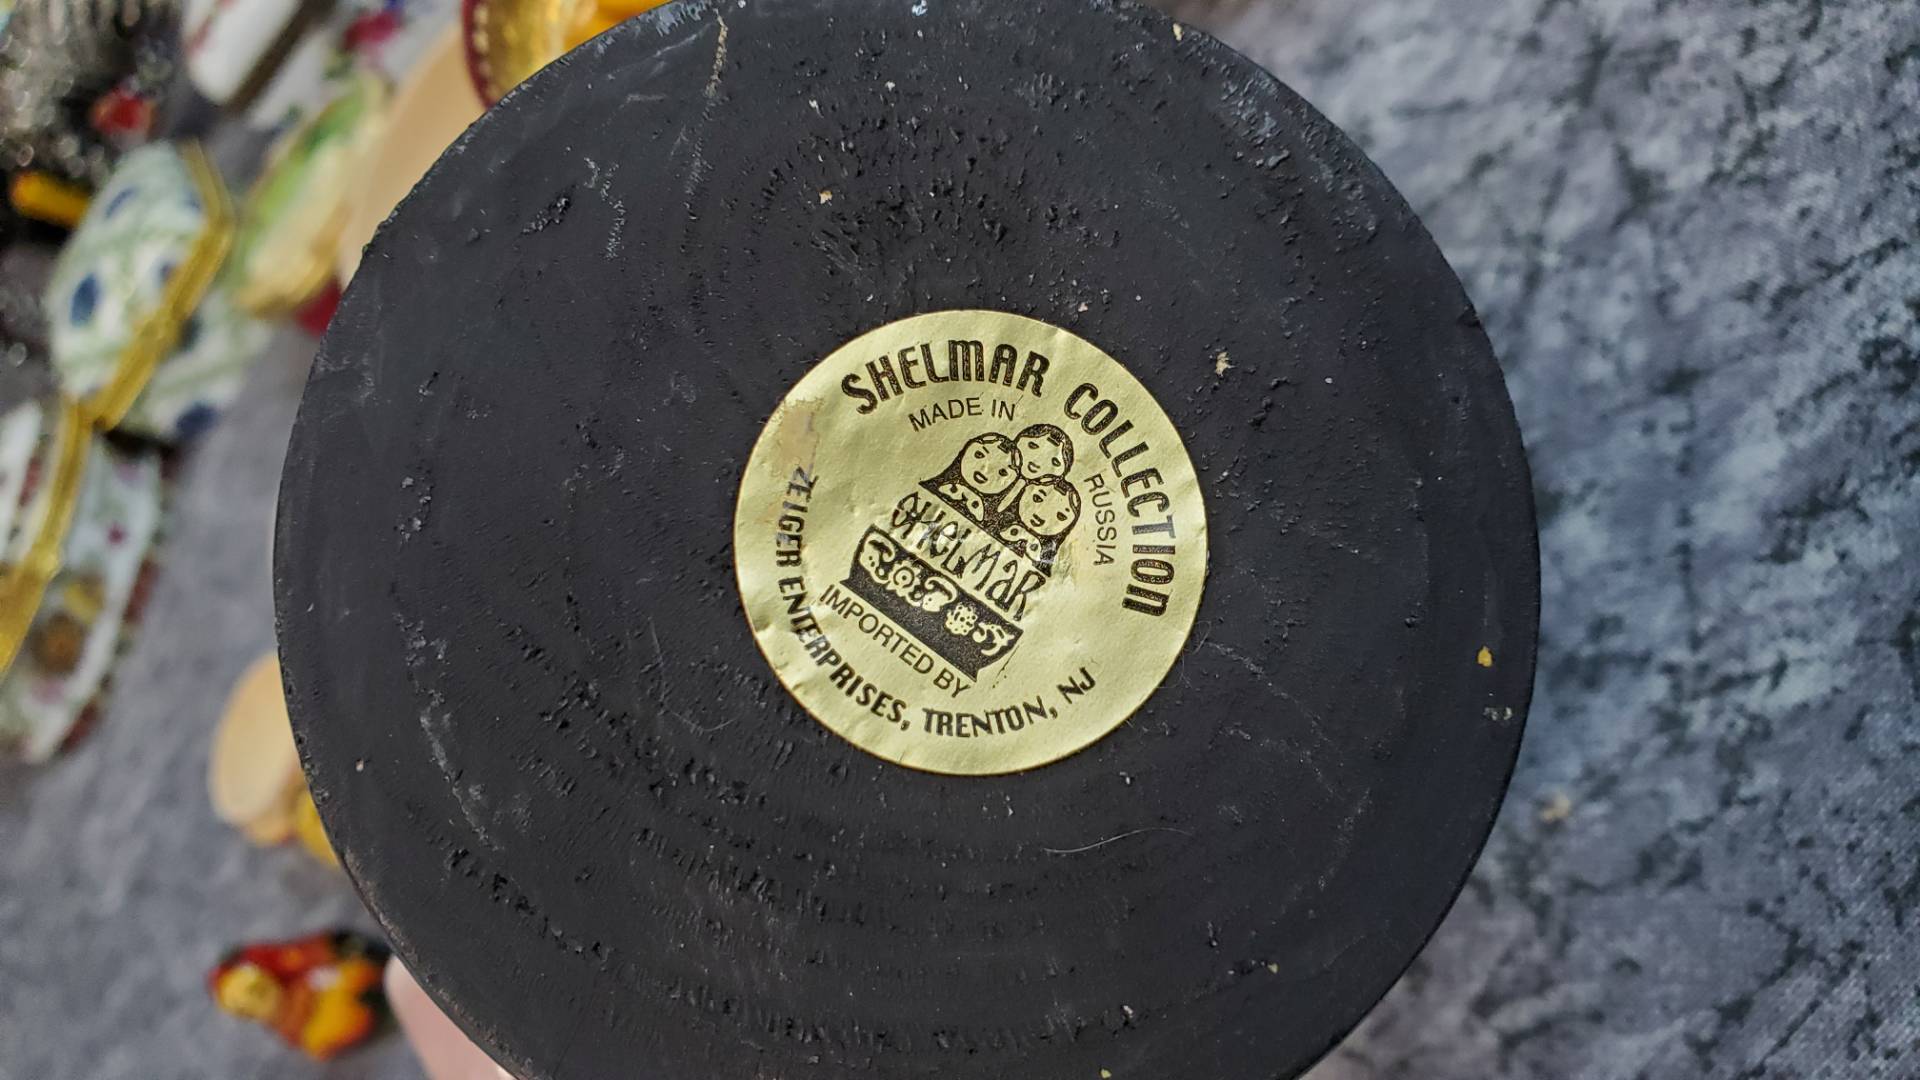 SHELMAR COLLECTION
MADE IN
RUSSIA
SHELMAR
IMPORTED BY
ZEIGER ENTERPRISES, TRENTON, NJ